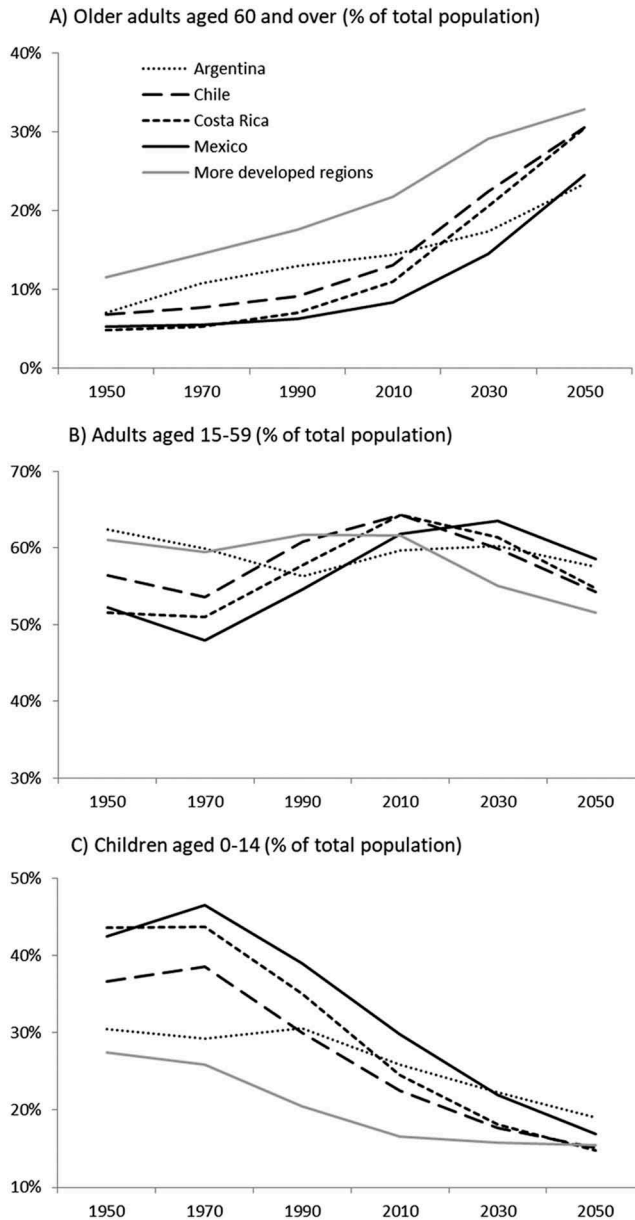 A) Older adults aged 60 and over (% of total population)
40%
30%
20%
10%
0%
Argentina
Chile
Costa Rica
Mexico
More developed regions
1950 1970 1990 2010 2030 2050
B) Adults aged 15-59 (% of total population)
70%
60%
50%
40%
30%
1950 1970 1990 2010 2030 2050
C) Children aged 0-14 (% of total population)
50%
40%
30%
20%
10%
1950 1970 1990 2010 2030 2050